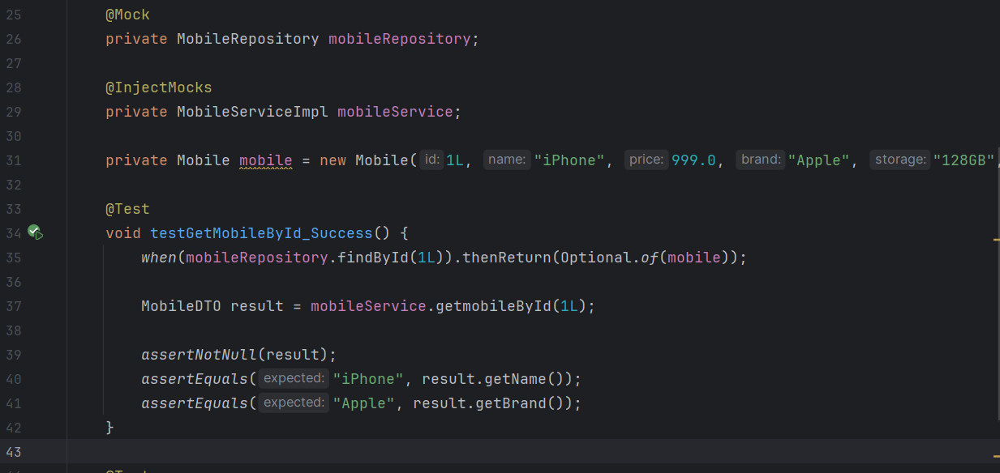 25 @Mock
26 private MobileRepository mobileRepository;
27
28 @InjectMocks
29 private MobileServiceImpl mobileService;
30
31 private Mobile mobile = new Mobile( id: 1L, name: "iPhone", price: 999.0, brand: "Apple", storage: "128GB"
32
33 @Test
34 void testGetMobileById_Success() {
35 when(mobileRepository.findById(1L)).thenReturn(Optional.of(mobile));
36
37 MobileDTO result = mobileService.getmobileById(1L);
38
39 assertNotNull(result);
40 assertEquals( expected: "iPhone", result.getName());
41 assertEquals( expected: "Apple", result.getBrand());
42 }
43